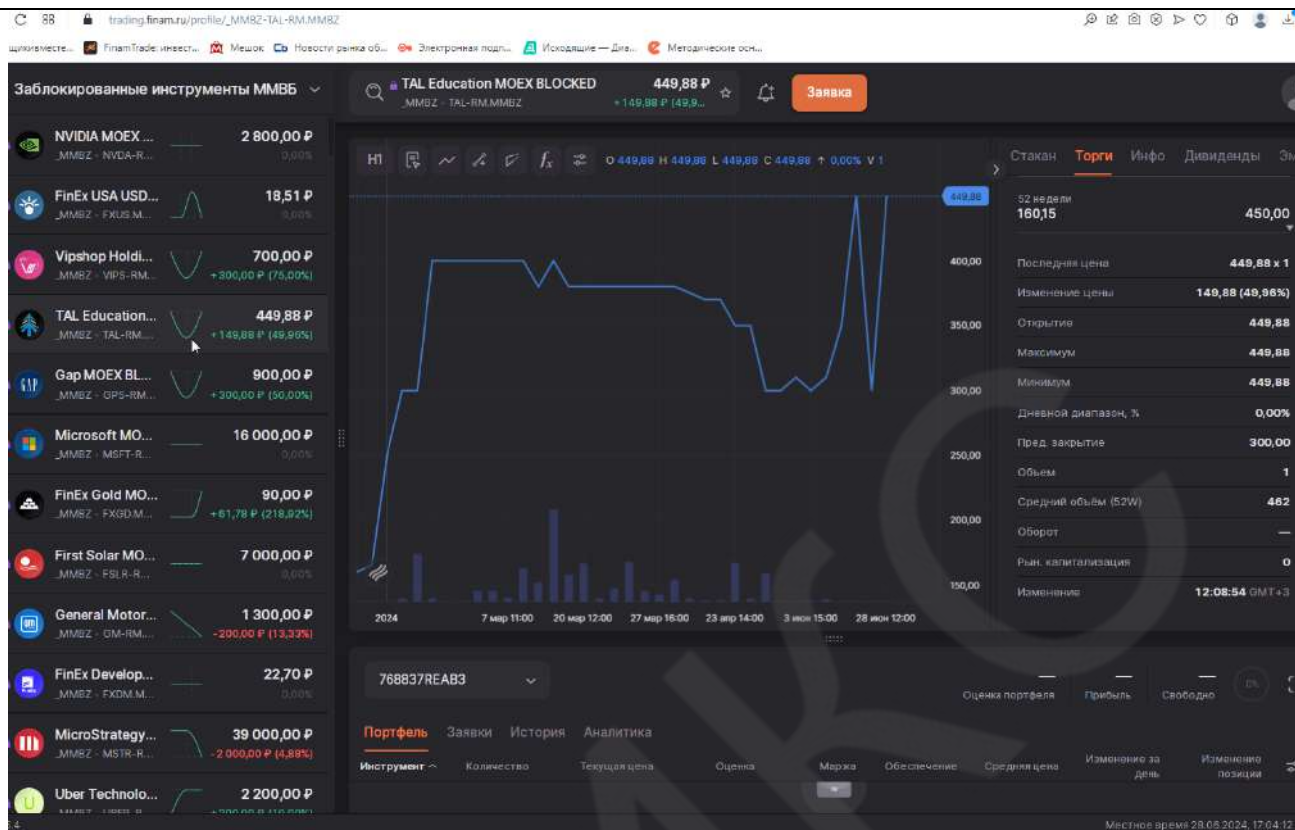 trading.finam.ru/profile/_MMBZ-TAL-RM.MMBZ
FinamTrade: инвест... Мешок Новости рынка об... Электронная подп... Исходящие — Диа... Методические осн...
Заблокированные инструменты ММВБ
NVIDIA MOEX ... 2 800,00 ₽
_MMBZ · NVDA-R... 0,00%
FinEx USA USD... 18,51 ₽
_MMBZ · FXUS.M... 0,00%
Vipshop Holdi... 700,00 ₽
_MMBZ · VIPS-RM... +300,00 ₽ (75,00%)
TAL Education... 449,88 ₽
_MMBZ · TAL-RM.... +149,88 ₽ (49,96%)
Gap MOEX BL... 900,00 ₽
_MMBZ · GPS-RM... +300,00 ₽ (50,00%)
Microsoft MO... 16 000,00 ₽
_MMBZ · MSFT-R... 0,00%
FinEx Gold MO... 90,00 ₽
_MMBZ · FXGD.M... +61,78 ₽ (218,92%)
First Solar MO... 7 000,00 ₽
_MMBZ · FSLR-R... 0,00%
General Motor... 1 300,00 ₽
_MMBZ · GM-RM.... -200,00 ₽ (13,33%)
FinEx Develop... 22,70 ₽
_MMBZ · FXDM.M... 0,00%
MicroStrategy... 39 000,00 ₽
_MMBZ · MSTR-R... -2 000,00 ₽ (4,88%)
Uber Technolo... 2 200,00 ₽
TAL Education MOEX BLOCKED 449,88 ₽
_MMBZ · TAL-RM.MMBZ +149,88 ₽ (49,9...
Заявка
H1 fx O 449,88 H 449,88 L 449,88 C 449,88 ↑ 0,00% V 1
449,88
400,00
350,00
300,00
250,00
200,00
150,00
2024 7 мар 11:00 20 мар 12:00 27 мар 16:00 23 апр 14:00 3 июн 15:00 28 июн 12:00
Стакан Торги Инфо Дивиденды Эм
52 недели
160,15 450,00
Последняя цена 449,88 x 1
Изменение цены 149,88 (49,96%)
Открытие 449,88
Максимум 449,88
Минимум 449,88
Дневной диапазон, % 0,00%
Пред. закрытие 300,00
Объем 1
Средний объём (52W) 462
Оборот —
Рын. капитализация 0
Изменение 12:08:54 GMT+3
768837REAB3
Оценка портфеля Прибыль Свободно 0%
Портфель Заявки История Аналитика
Инструмент Количество Текущая цена Оценка Маржа Обеспечение Средняя цена Изменение за день Изменение позиции
Местное время 28.06.2024, 17:04:12